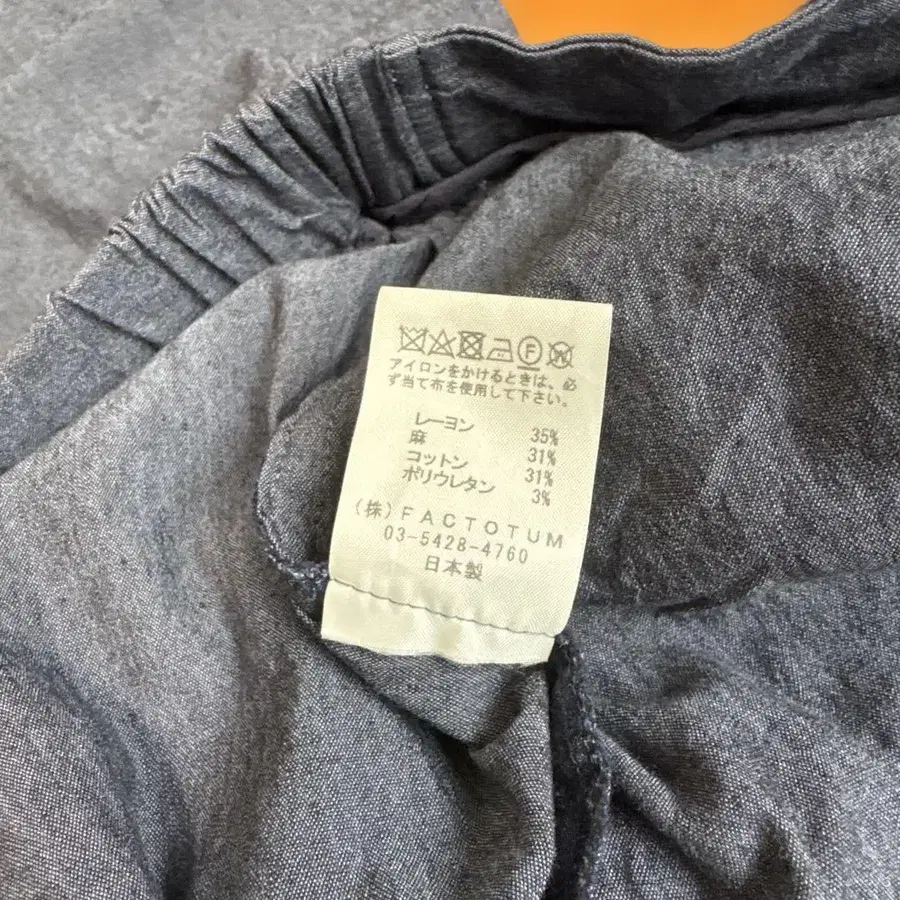 F W
アイロンをかけるときは、必
ず当て布を使用して下さい。
レーヨン 35%
麻 31%
コットン 31%
ポリウレタン 3%
(株)FACTOTUM
03-5428-4760
日本製